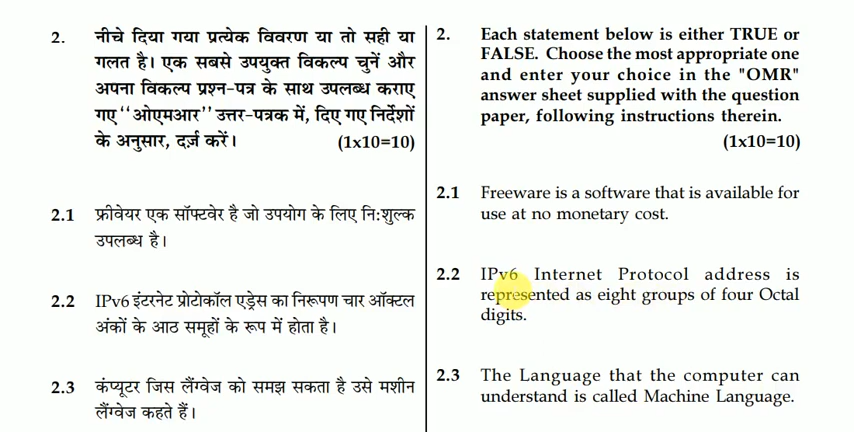 2. नीचे दिया गया प्रत्येक विवरण या तो सही या
गलत है। एक सबसे उपयुक्त विकल्प चुनें और
अपना विकल्प प्रश्न-पत्र के साथ उपलब्ध कराए
गए "ओएमआर" उत्तर-पत्रक में, दिए गए निर्देशों
के अनुसार, दर्ज़ करें। (1x10=10)
2.1 फ्रीवेयर एक सॉफ्टवेर है जो उपयोग के लिए नि:शुल्क
उपलब्ध है।
2.2 IPv6 इंटरनेट प्रोटोकॉल एड्रेस का निरूपण चार ऑक्टल
अंकों के आठ समूहों के रूप में होता है।
2.3 कंप्यूटर जिस लैंग्वेज को समझ सकता है उसे मशीन
लैंग्वेज कहते हैं।
2. Each statement below is either TRUE or
FALSE. Choose the most appropriate one
and enter your choice in the "OMR"
answer sheet supplied with the question
paper, following instructions therein.
(1x10=10)
2.1 Freeware is a software that is available for
use at no monetary cost.
2.2 IPv6 Internet Protocol address is
represented as eight groups of four Octal
digits.
2.3 The Language that the computer can
understand is called Machine Language.